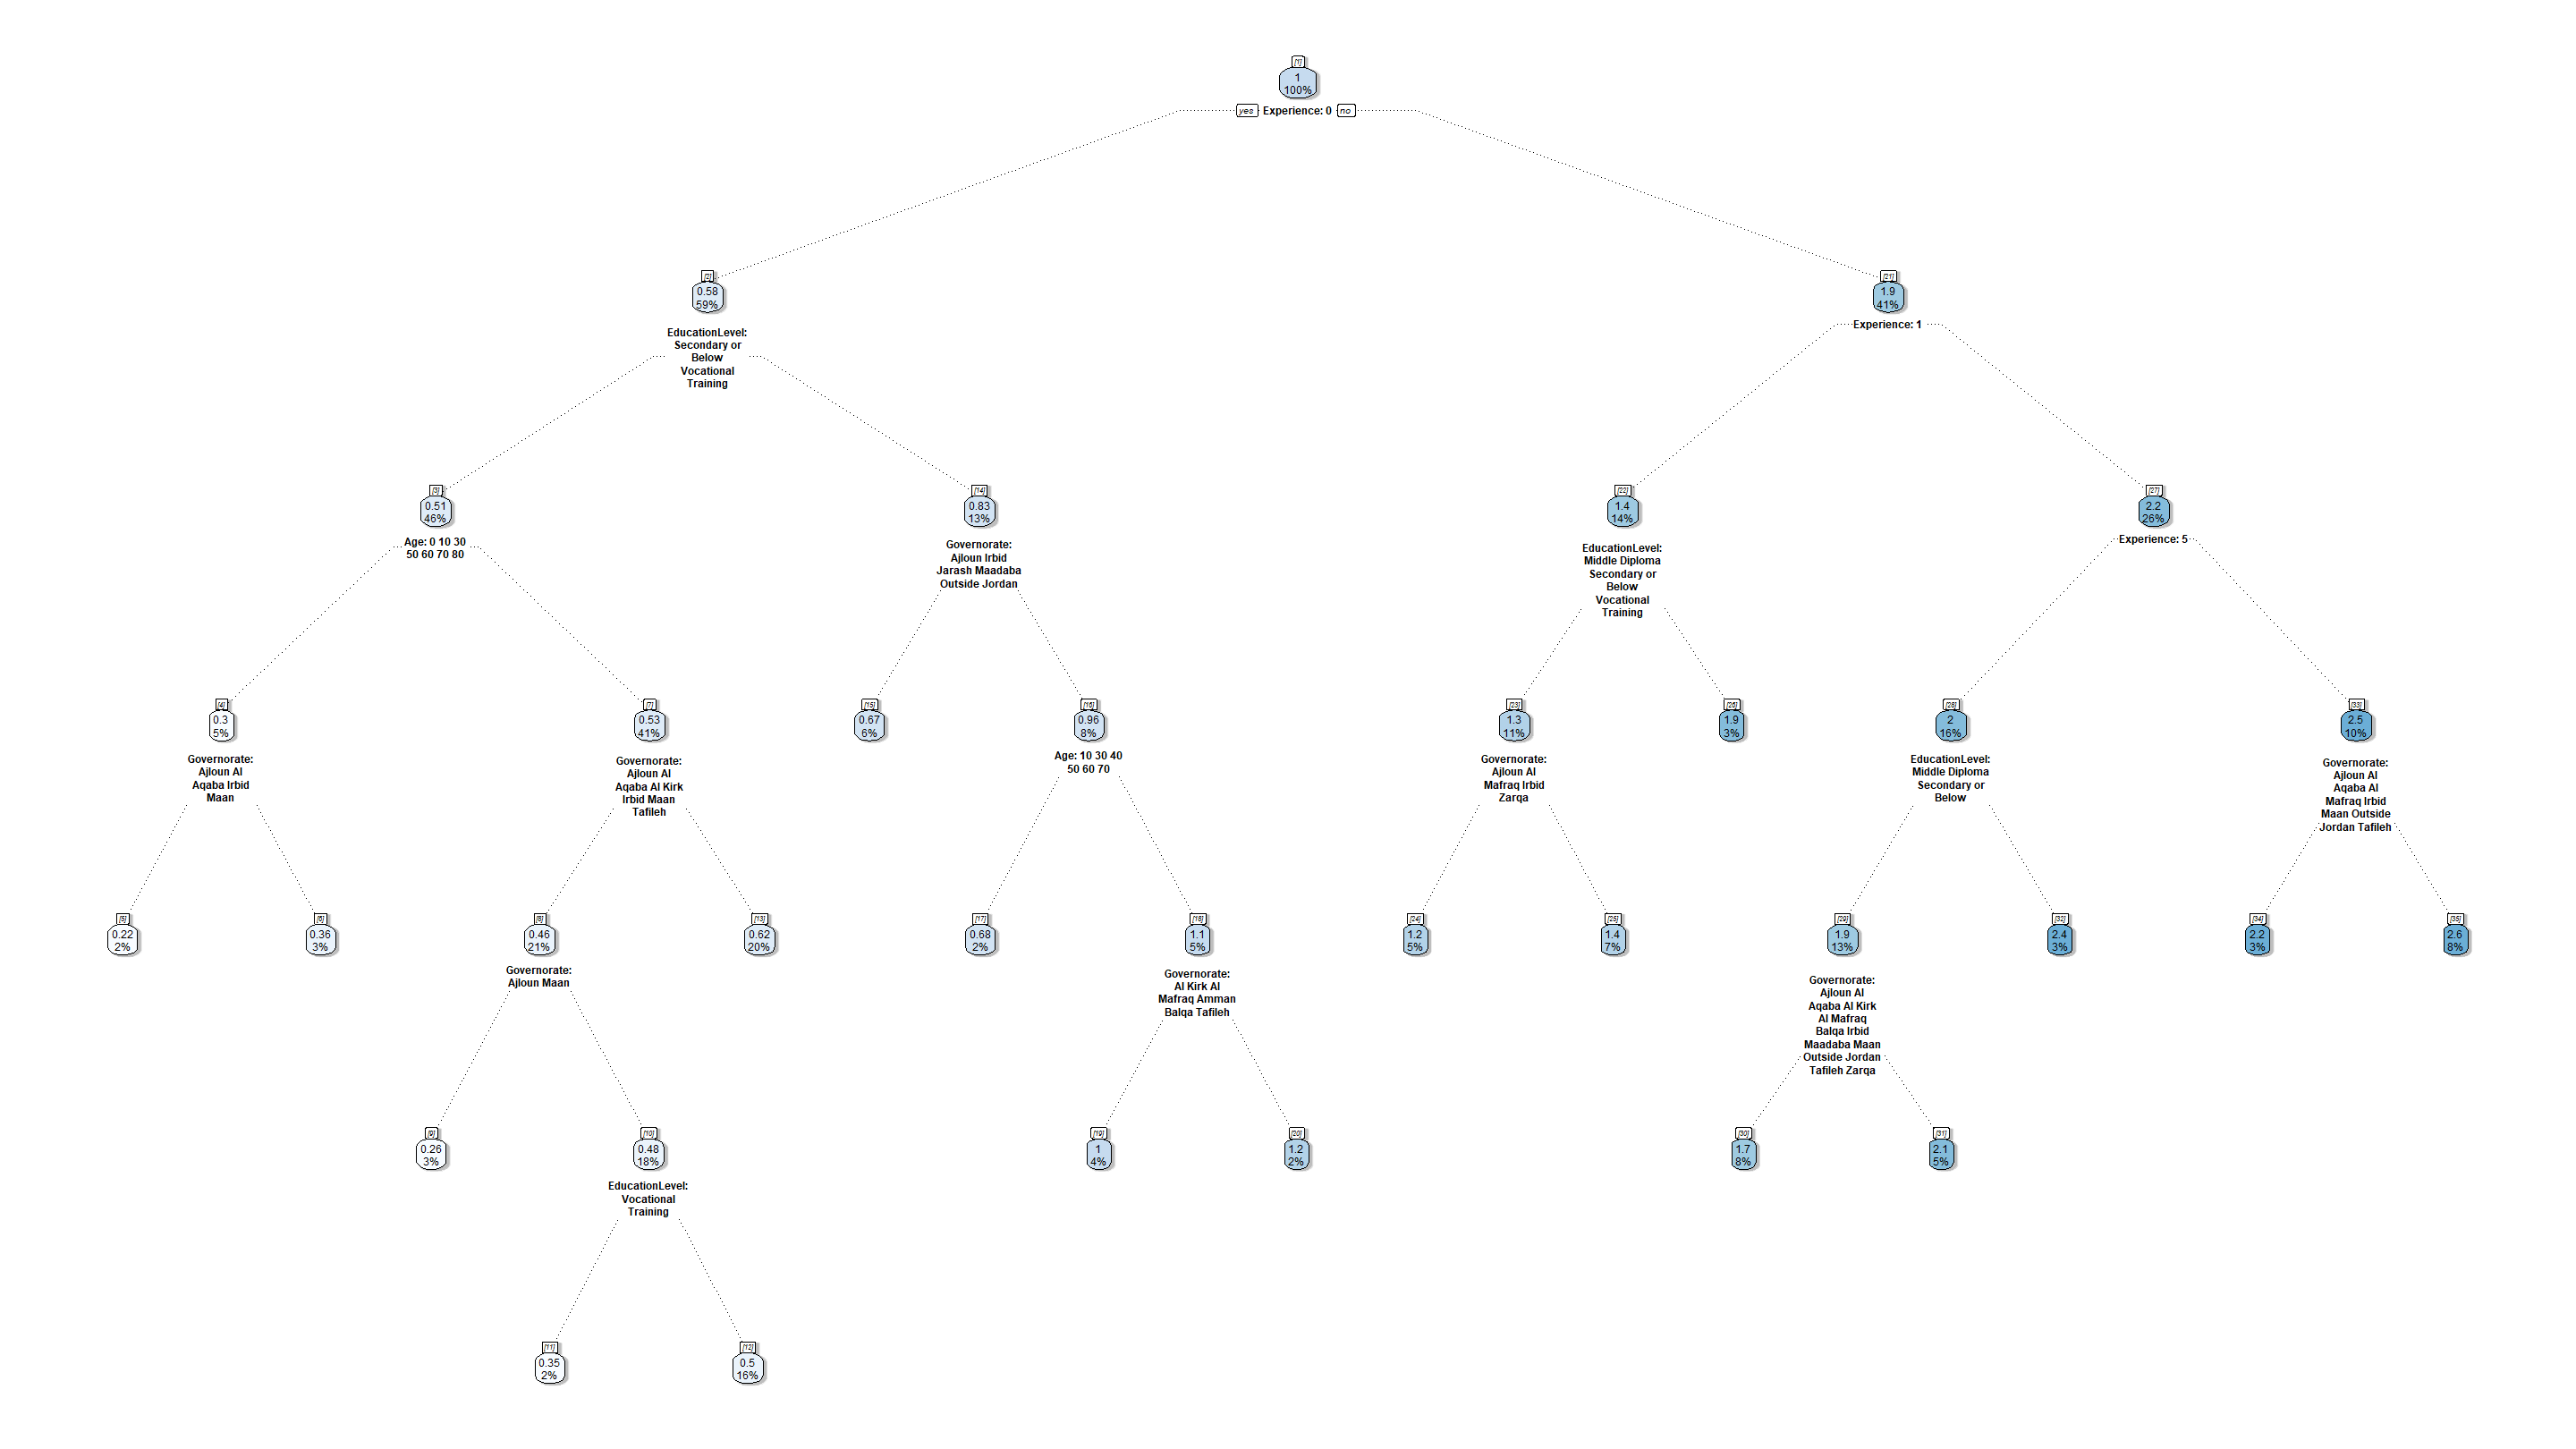 [1]
1
100%
yes Experience: 0 no
[2]
0.58
59%
EducationLevel:
Secondary or
Below
Vocational
Training
[21]
1.9
41%
Experience: 1
[3]
0.51
46%
Age: 0 10 30
50 60 70 80
[14]
0.83
13%
Governorate:
Ajloun Irbid
Jarash Maadaba
Outside Jordan
[22]
1.4
14%
EducationLevel:
Middle Diploma
Secondary or
Below
Vocational
Training
[27]
2.2
26%
Experience: 5
[4]
0.3
5%
Governorate:
Ajloun Al
Aqaba Irbid
Maan
[7]
0.53
41%
Governorate:
Ajloun Al
Aqaba Al Kirk
Irbid Maan
Tafileh
[15]
0.67
6%
[16]
0.96
8%
Age: 10 30 40
50 60 70
[23]
1.3
11%
Governorate:
Ajloun Al
Mafraq Irbid
Zarqa
[26]
1.9
3%
[28]
2
16%
EducationLevel:
Middle Diploma
Secondary or
Below
[33]
2.5
10%
Governorate:
Ajloun Al
Aqaba Al
Mafraq Irbid
Maan Outside
Jordan Tafileh
[5]
0.22
2%
[6]
0.36
3%
[8]
0.46
21%
Governorate:
Ajloun Maan
[13]
0.62
20%
[17]
0.68
2%
[18]
1.1
5%
Governorate:
Al Kirk Al
Mafraq Amman
Balqa Tafileh
[24]
1.2
5%
[25]
1.4
7%
[29]
1.9
13%
Governorate:
Ajloun Al
Aqaba Al Kirk
Al Mafraq
Balqa Irbid
Maadaba Maan
Outside Jordan
Tafileh Zarqa
[32]
2.4
3%
[34]
2.2
3%
[35]
2.6
8%
[9]
0.26
3%
[10]
0.48
18%
EducationLevel:
Vocational
Training
[19]
1
4%
[20]
1.2
2%
[30]
1.7
8%
[31]
2.1
5%
[11]
0.35
2%
[12]
0.5
16%